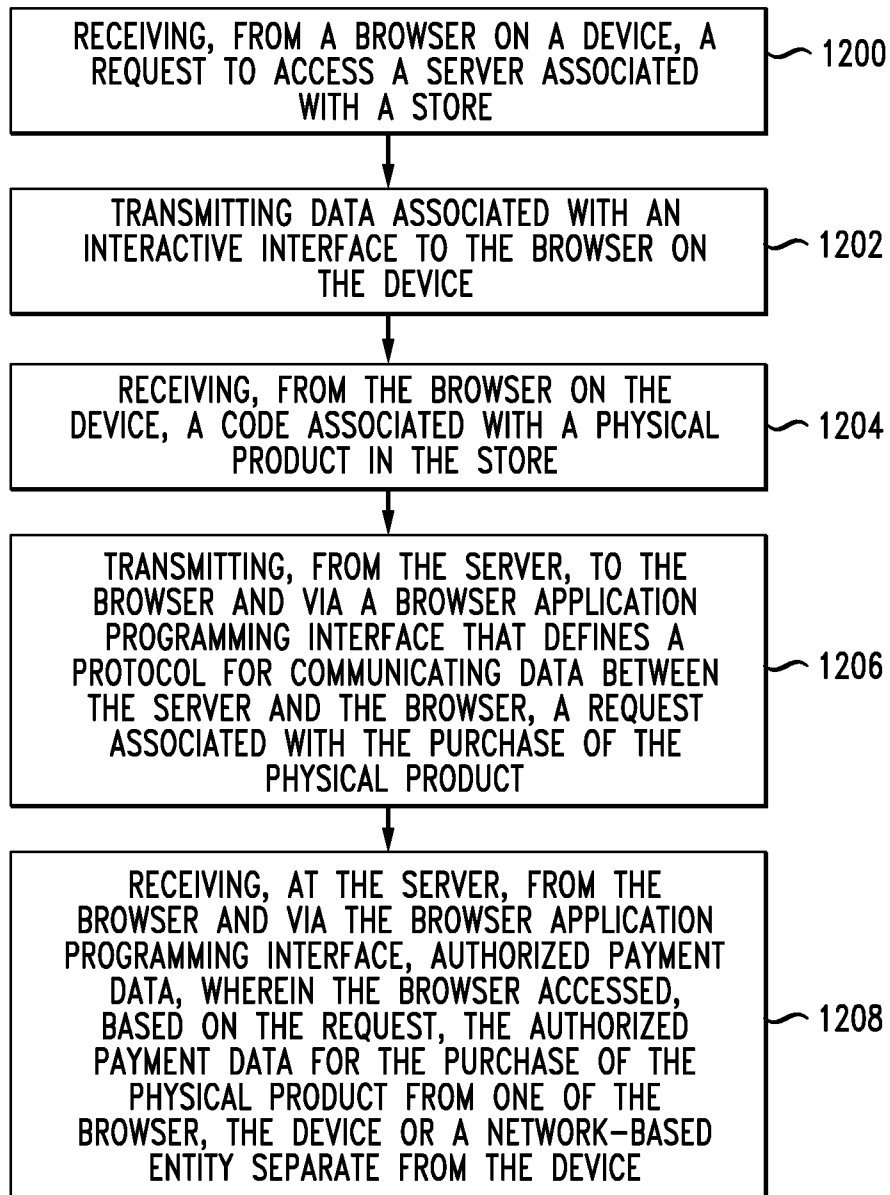 RECEIVING, FROM A BROWSER ON A DEVICE, A
REQUEST TO ACCESS A SERVER ASSOCIATED
WITH A STORE
1200
TRANSMITTING DATA ASSOCIATED WITH AN
INTERACTIVE INTERFACE TO THE BROWSER ON
THE DEVICE
1202
RECEIVING, FROM THE BROWSER ON THE
DEVICE, A CODE ASSOCIATED WITH A PHYSICAL
PRODUCT IN THE STORE
1204
TRANSMITTING, FROM THE SERVER, TO THE
BROWSER AND VIA A BROWSER APPLICATION
PROGRAMMING INTERFACE THAT DEFINES A
PROTOCOL FOR COMMUNICATING DATA BETWEEN
THE SERVER AND THE BROWSER, A REQUEST
ASSOCIATED WITH THE PURCHASE OF THE
PHYSICAL PRODUCT
1206
RECEIVING, AT THE SERVER, FROM THE
BROWSER AND VIA THE BROWSER APPLICATION
PROGRAMMING INTERFACE, AUTHORIZED PAYMENT
DATA, WHEREIN THE BROWSER ACCESSED,
BASED ON THE REQUEST, THE AUTHORIZED
PAYMENT DATA FOR THE PURCHASE OF THE
PHYSICAL PRODUCT FROM ONE OF THE
BROWSER, THE DEVICE OR A NETWORK-BASED
ENTITY SEPARATE FROM THE DEVICE
1208